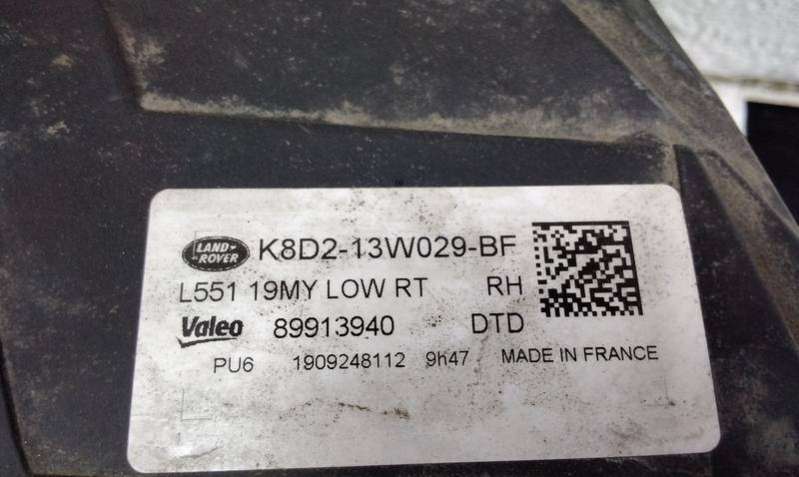 LAND-
ROVER
K8D2-13W029-BF
L551 19MY LOW RT RH
Valeo 89913940 DTD
PU6 1909248112 9h47 MADE IN FRANCE